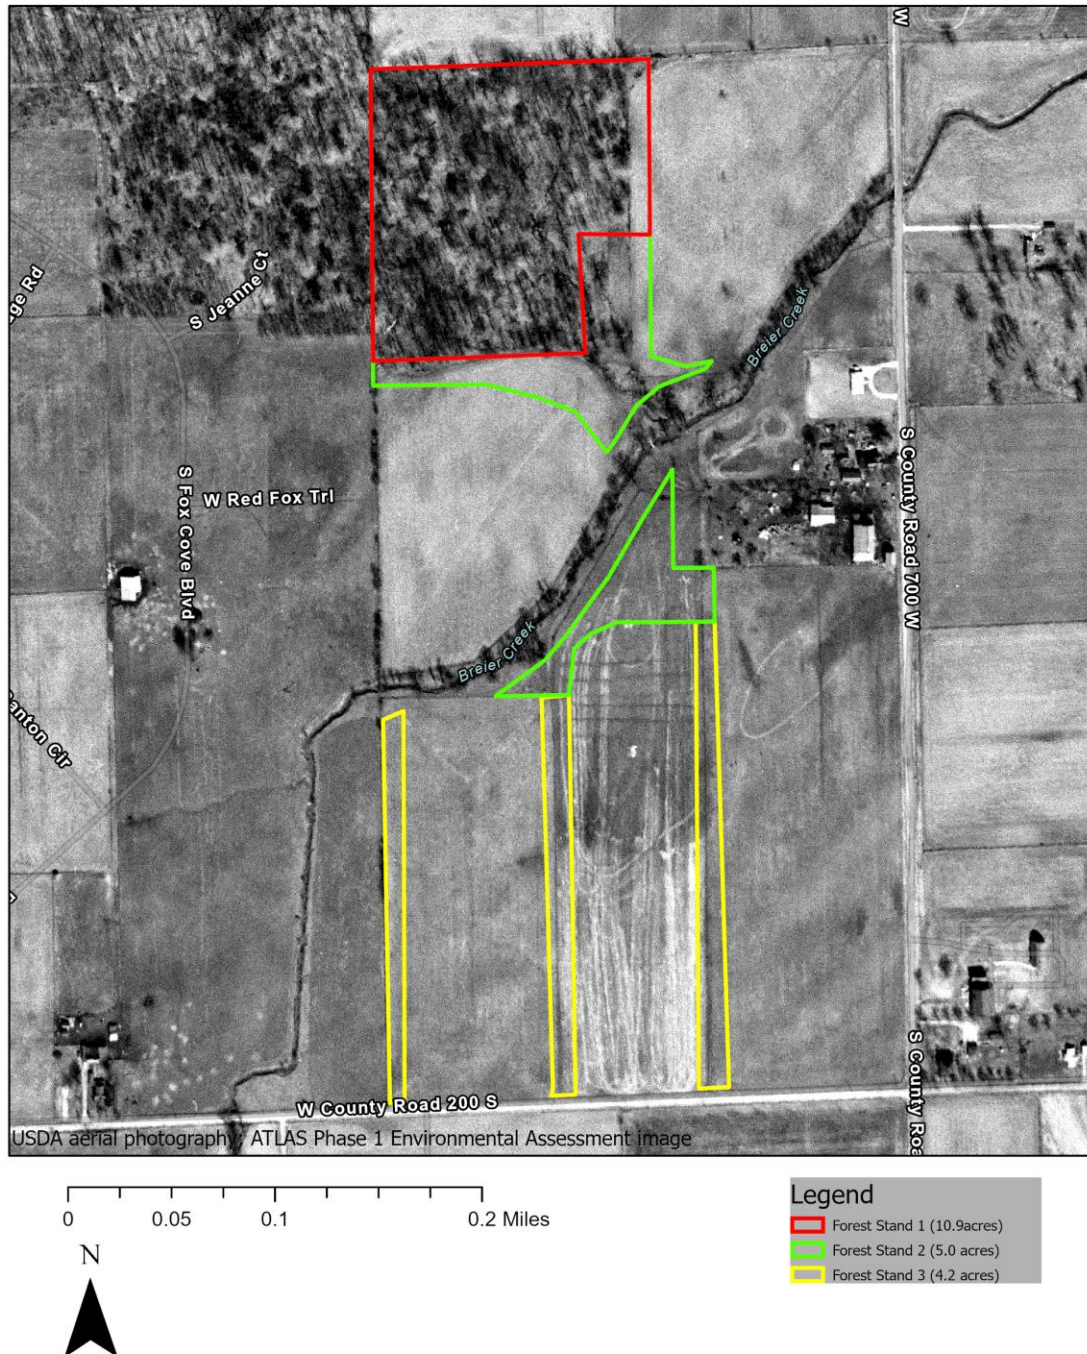 W
S Jeanne Ct
ge Rd
Breier Creek
S County Road 700 W
W Red Fox Trl
S Fox Cove Blvd
Breier Creek
anton Cir
W County Road 200 S
S County Roa
USDA aerial photography; ATLAS Phase 1 Environmental Assessment image
0 0.05 0.1 0.2 Miles
N
Legend
Forest Stand 1 (10.9acres)
Forest Stand 2 (5.0 acres)
Forest Stand 3 (4.2 acres)